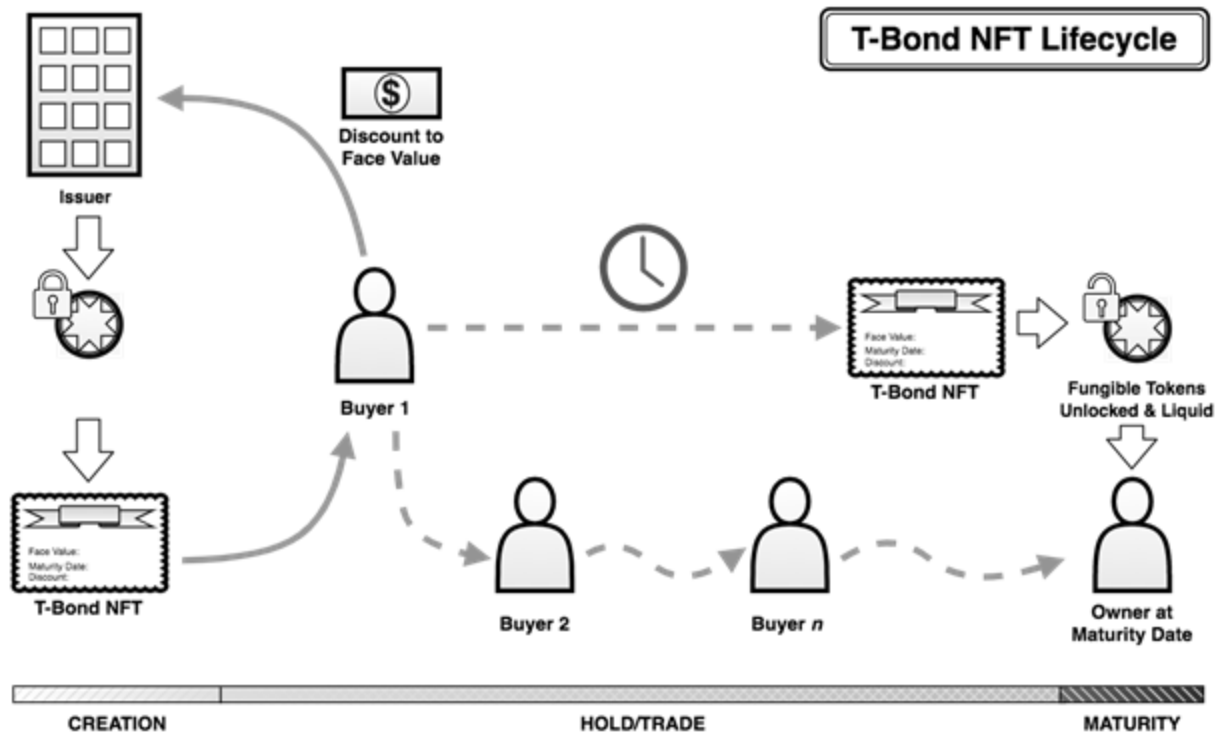 T-Bond NFT Lifecycle
$
Discount to
Face Value
Issuer
Buyer 1
Face Value:
Maturity Date:
Discount:
T-Bond NFT
Fungible Tokens
Unlocked & Liquid
Face Value:
Maturity Date:
Discount:
T-Bond NFT
Buyer 2
Buyer n
Owner at
Maturity Date
CREATION
HOLD/TRADE
MATURITY